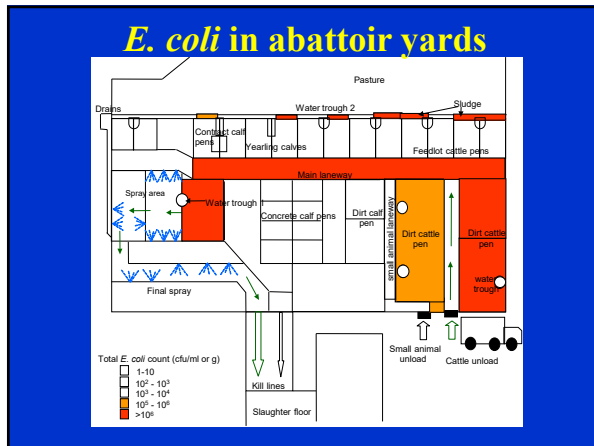 E. coli in abattoir yards
Pasture
Drains
Water trough 2
Sludge
Contract calf
pens
Yearling calves
Feedlot cattle pens
Main laneway
Spray area
Water trough 1
Concrete calf pens
Dirt calf
pen
small animal laneway
Dirt cattle
pen
Dirt cattle
pen
water
trough
Final spray
Small animal
unload
Cattle unload
Total E. coli count (cfu/ml or g)
1-10
10² - 10³
10³ - 10⁴
10⁵ - 10⁶
>10⁶
Kill lines
Slaughter floor